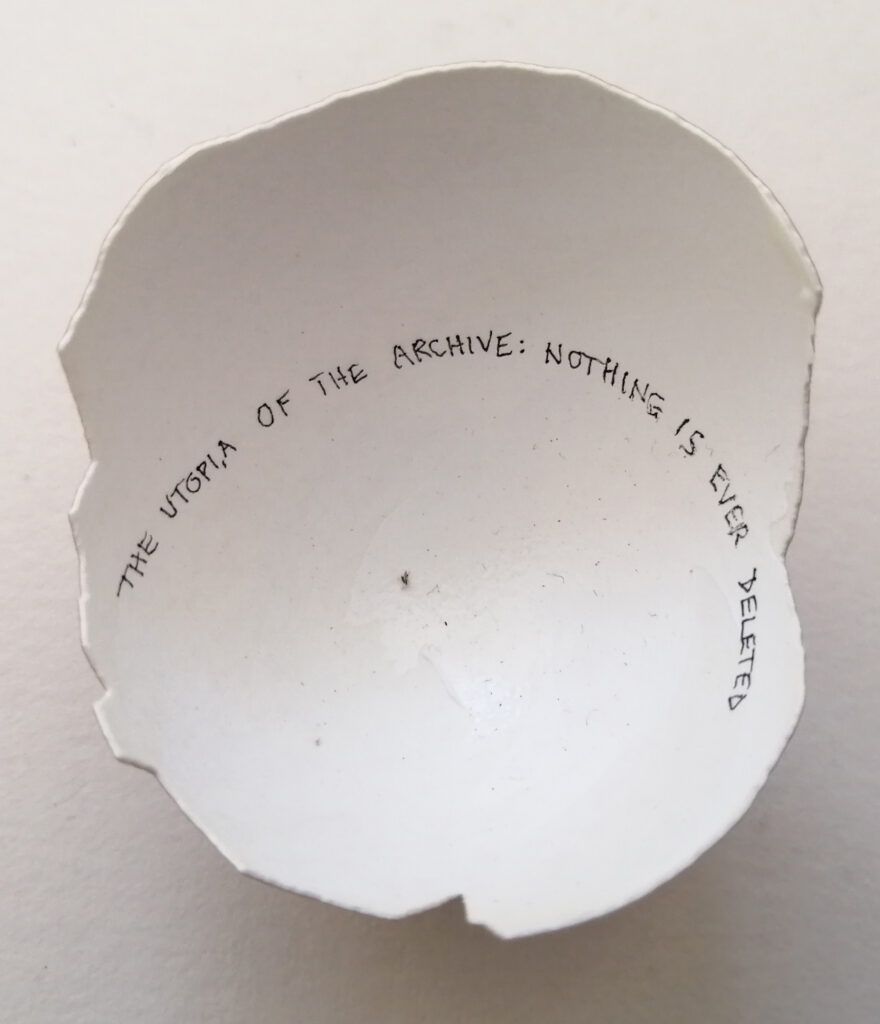 THE UTOPIA OF THE ARCHIVE: NOTHING IS EVER DELETED